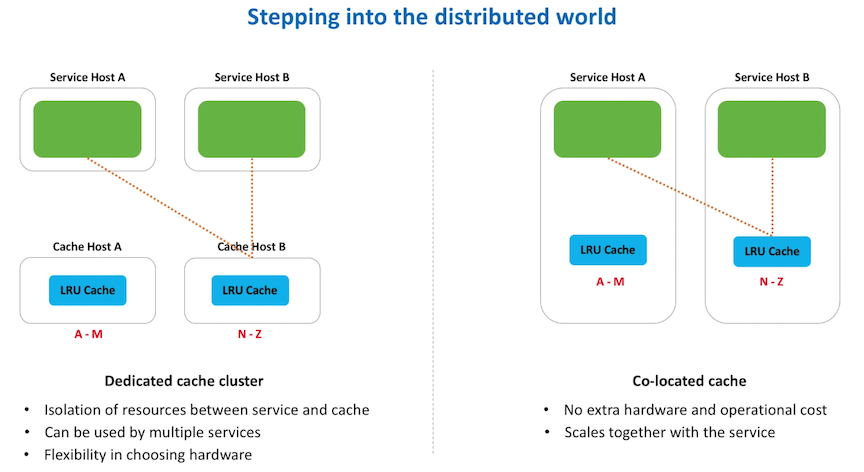 Stepping into the distributed world
Service Host A
Service Host B
Cache Host A
Cache Host B
LRU Cache
LRU Cache
A - M
N - Z
Dedicated cache cluster
• Isolation of resources between service and cache
• Can be used by multiple services
• Flexibility in choosing hardware
Service Host A
Service Host B
LRU Cache
LRU Cache
A - M
N - Z
Co-located cache
• No extra hardware and operational cost
• Scales together with the service